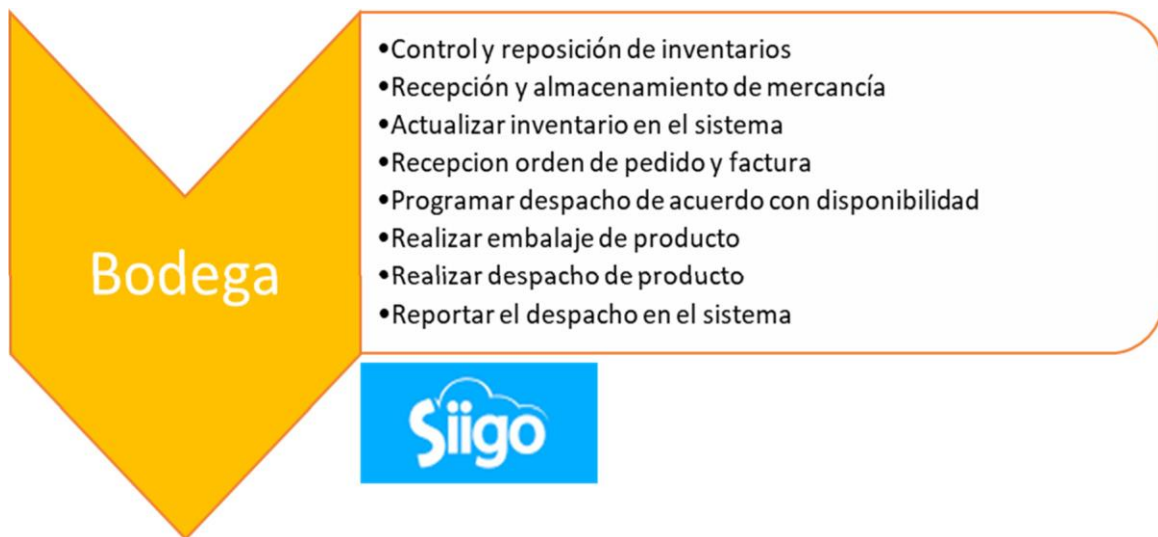 Bodega
•Control y reposición de inventarios
•Recepción y almacenamiento de mercancía
•Actualizar inventario en el sistema
•Recepcion orden de pedido y factura
•Programar despacho de acuerdo con disponibilidad
•Realizar embalaje de producto
•Realizar despacho de producto
•Reportar el despacho en el sistema
Siigo